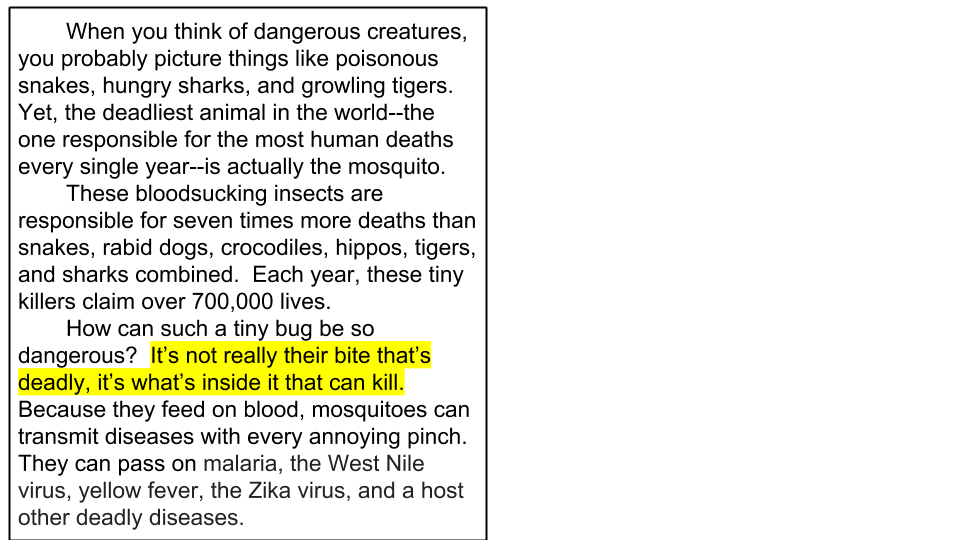 When you think of dangerous creatures,
you probably picture things like poisonous
snakes, hungry sharks, and growling tigers.
Yet, the deadliest animal in the world--the
one responsible for the most human deaths
every single year--is actually the mosquito.
These bloodsucking insects are
responsible for seven times more deaths than
snakes, rabid dogs, crocodiles, hippos, tigers,
and sharks combined.  Each year, these tiny
killers claim over 700,000 lives.
How can such a tiny bug be so
dangerous?  It’s not really their bite that’s
deadly, it’s what’s inside it that can kill.
Because they feed on blood, mosquitoes can
transmit diseases with every annoying pinch.
They can pass on malaria, the West Nile
virus, yellow fever, the Zika virus, and a host
other deadly diseases.